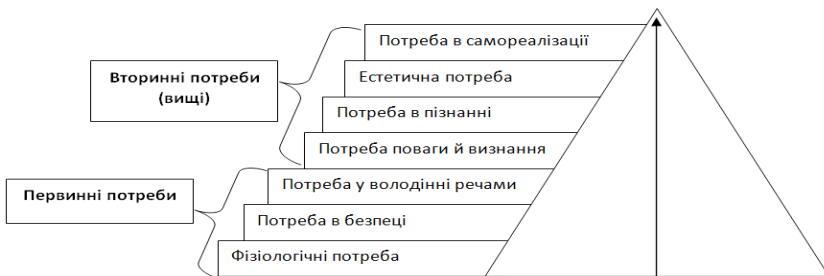 Потреба в самореалізації
Вторинні потреби
(вищі)
Естетична потреба
Потреба в пізнанні
Потреба поваги й визнання
Первинні потреби
Потреба у володінні речами
Потреба в безпеці
Фізіологічні потреба